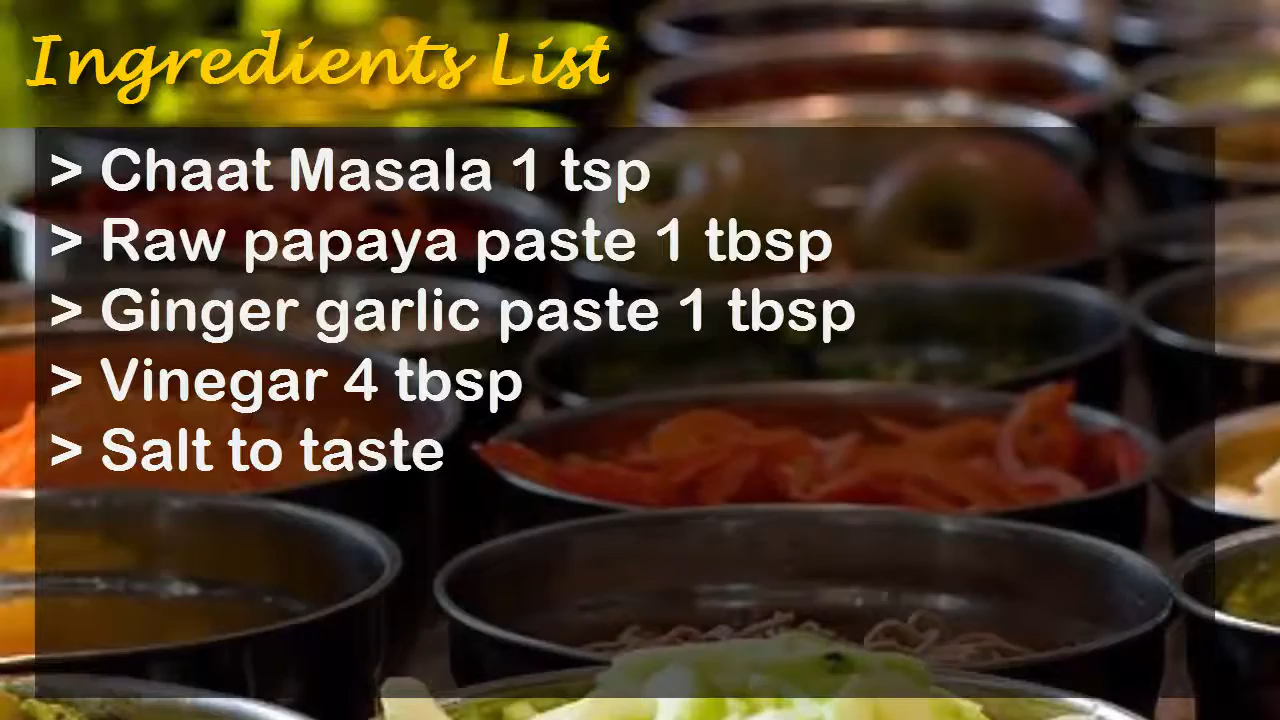 Ingredients List
> Chaat Masala 1 tsp
> Raw papaya paste 1 tbsp
> Ginger garlic paste 1 tbsp
> Vinegar 4 tbsp
> Salt to taste